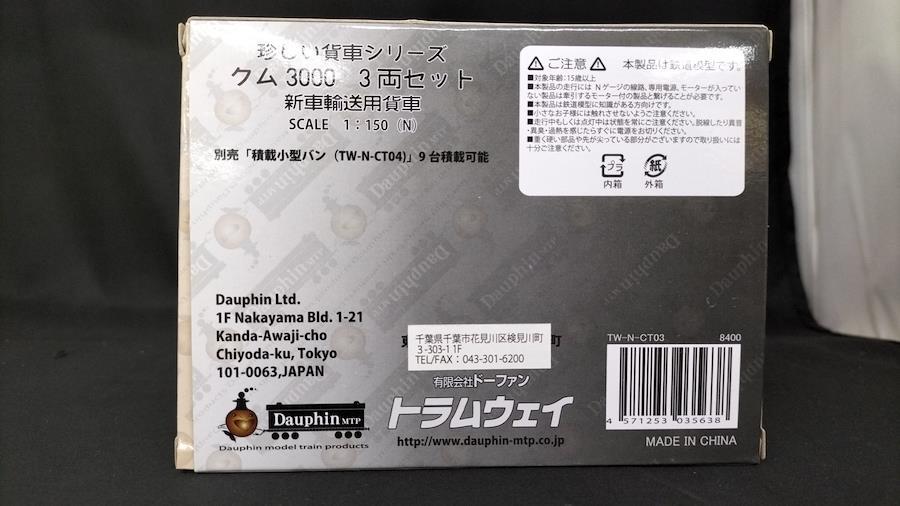 珍しい貨車シリーズ
クム3000 3両セット
新車輸送用貨車
SCALE 1：150（N）
別売「積載小型バン（TW-N-CT04）」9台積載可能
ご注意 本製品は鉄道模型です。
■対象年齢:15歳以上
■本製品の走行には Nゲージの線路、専用電源、モーターが入っていない製品は牽引するモーター付の製品と繋げることが必要です。
■本製品は鉄道模型に知識がある方向けです。
■小さなお子様には触れさせないようご注意ください。
■走行中もしくは点灯中は状態を常にご注意ください。脱線したり異音・異臭・過熱を感じたらすぐに電源をお切りください。
■重く硬い部品や先が尖っている部分がございますので取り扱いには十分ご注意ください。
プラ 紙
内箱 外箱
Dauphin Ltd.
1F Nakayama Bld. 1-21
Kanda-Awaji-cho
Chiyoda-ku, Tokyo
101-0063,JAPAN
東
町
千葉県千葉市花見川区検見川町
3-303-1 1F
TEL/FAX：043-301-6200
有限会社ドーファン
トラムウェイ
http://www.dauphin-mtp.co.jp
Dauphin MTP
Dauphin model train products
TW-N-CT03 8400
4 571253 035638
MADE IN CHINA